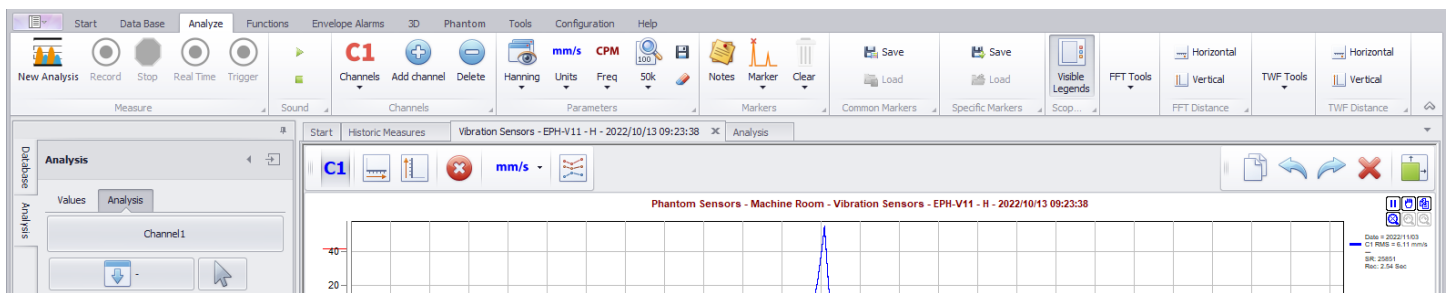 Start Data Base Analyze Functions Envelope Alarms 3D Phantom Tools Configuration Help
C1 mm/s CPM 100 Save Save Horizontal Horizontal
New Analysis Record Stop Real Time Trigger Channels Add channel Delete Hanning Units Freq 50k Notes Marker Clear Load Load Visible Legends FFT Tools Vertical TWF Tools Vertical
Measure Sound Channels Parameters Markers Common Markers Specific Markers Scop... FFT Distance TWF Distance
Start Historic Measures Vibration Sensors - EPH-V11 - H - 2022/10/13 09:23:38 Analysis
Database
Analysis
Analysis
Values Analysis
Channel1
-
C1 mm/s
Phantom Sensors - Machine Room - Vibration Sensors - EPH-V11 - H - 2022/10/13 09:23:38
40
20
Date = 2022/11/03
C1 RMS = 6.11 mm/s
--
SR: 25851
Rec: 2.54 Sec